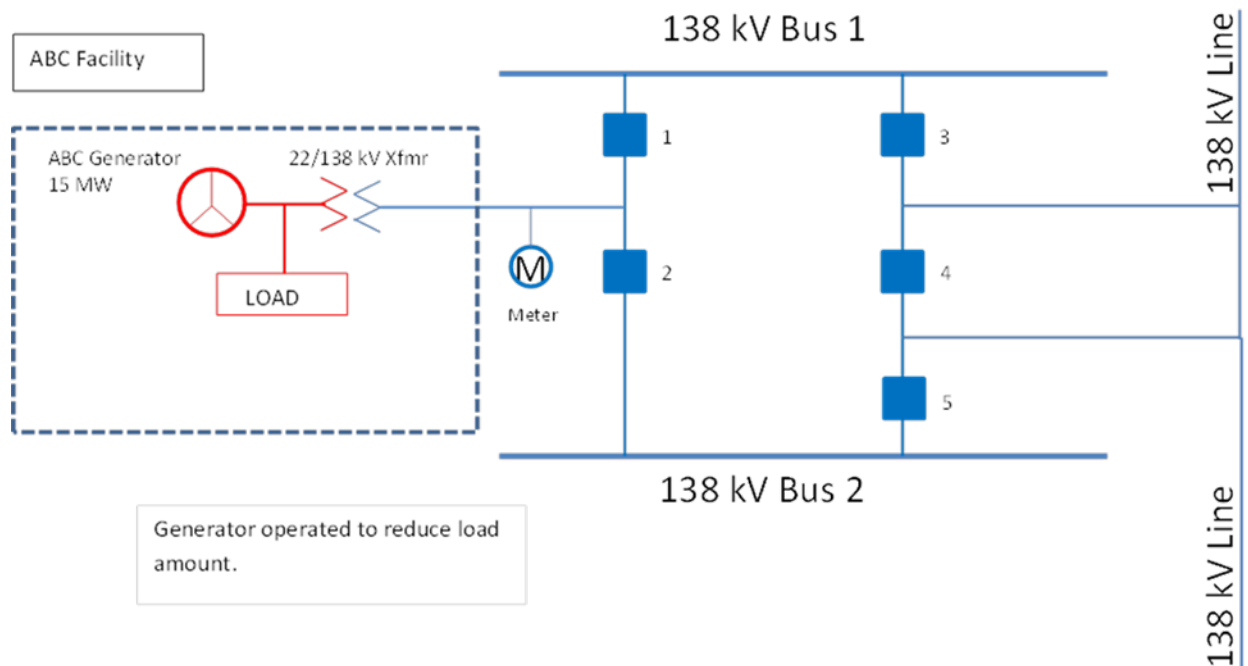 138 kV Bus 1
ABC Facility
138 kV Line
1
3
ABC Generator
15 MW
22/138 kV Xfmr
M
Meter
2
4
LOAD
5
138 kV Bus 2
Generator operated to reduce load
amount.
138 kV Line